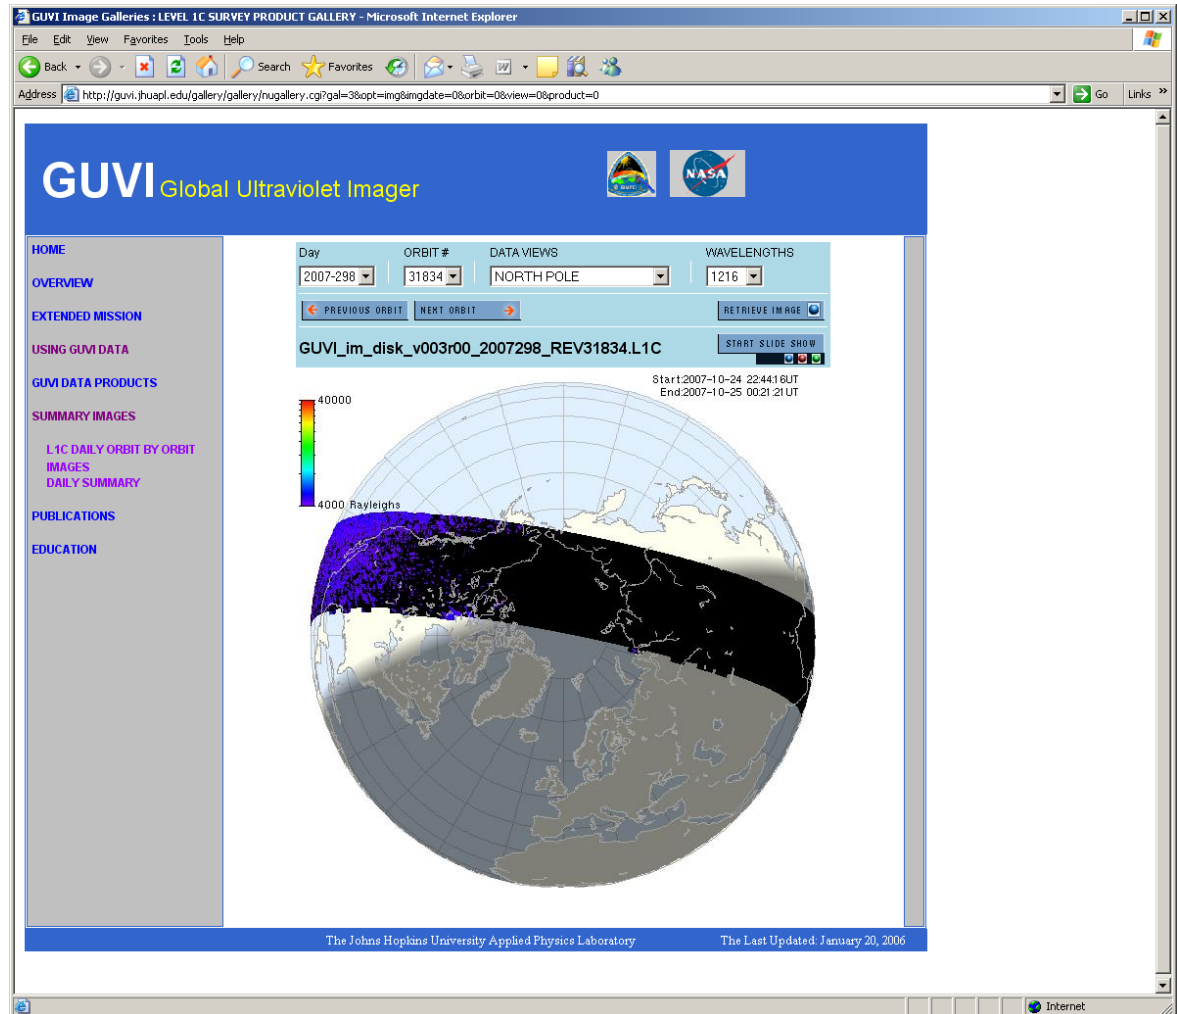 GUVI Image Galleries : LEVEL 1C SURVEY PRODUCT GALLERY - Microsoft Internet Explorer
File Edit View Favorites Tools Help
Back Search Favorites
Address http://guvi.jhuapl.edu/gallery/gallery/nugallery.cgi?gal=3&opt=img&imgdate=0&orbit=0&view=0&product=0 Go Links »
GUVI Global Ultraviolet Imager
NASA
HOME
OVERVIEW
EXTENDED MISSION
USING GUVI DATA
GUVI DATA PRODUCTS
SUMMARY IMAGES
L1C DAILY ORBIT BY ORBIT
IMAGES
DAILY SUMMARY
PUBLICATIONS
EDUCATION
Day ORBIT # DATA VIEWS WAVELENGTHS
2007-298 31834 NORTH POLE 1216
PREVIOUS ORBIT NEXT ORBIT RETRIEVE IMAGE
GUVI_im_disk_v003r00_2007298_REV31834.L1C START SLIDE SHOW
Start:2007-10-24 22:44:16UT
End:2007-10-25 00:21:21UT
40000
4000 Rayleighs
The Johns Hopkins University Applied Physics Laboratory The Last Updated: January 20, 2006
Internet